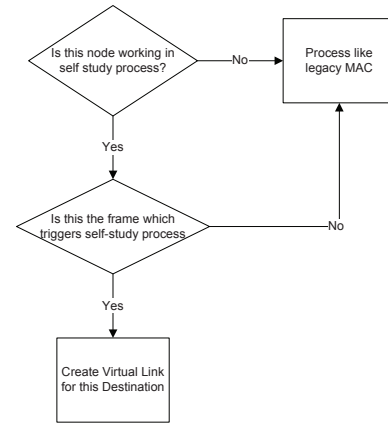 Is this node working in
self study process?
No
Process like
legacy MAC
Yes
Is this the frame which
triggers self-study process
No
Yes
Create Virtual Link
for this Destination